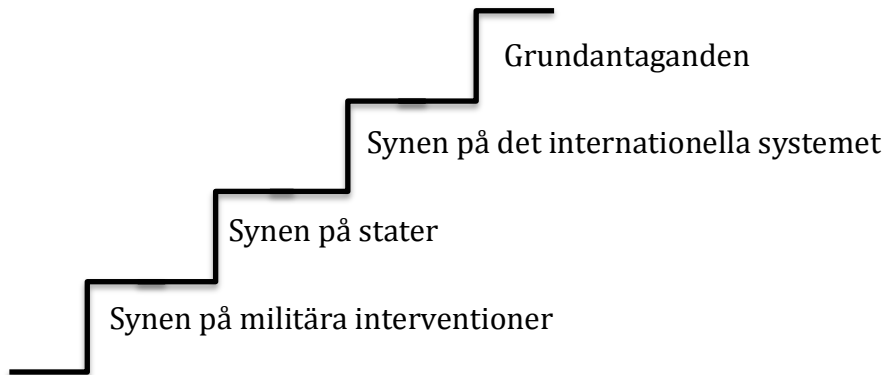 Grundantaganden
Synen på det internationella systemet
Synen på stater
Synen på militära interventioner